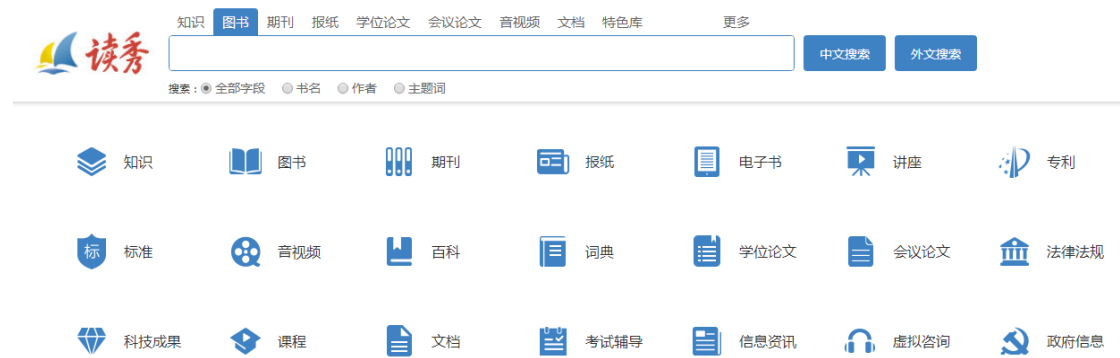 知识 图书 期刊 报纸 学位论文 会议论文 音视频 文档 特色库 更多
读秀
中文搜索 外文搜索
搜索: 全部字段 书名 作者 主题词
知识 图书 期刊 报纸 电子书 讲座 专利
标 标准 音视频 百科 词典 学位论文 会议论文 法律法规
科技成果 课程 文档 考试辅导 信息资讯 虚拟咨询 政府信息